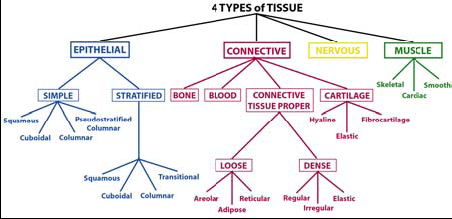 4 TYPES of TISSUE
EPITHELIAL
CONNECTIVE
NERVOUS
MUSCLE
Skeletal
Smooth
Cardiac
SIMPLE
STRATIFIED
BONE
BLOOD
CONNECTIVE
TISSUE PROPER
CARTILAGE
Squamous
Pseudostratified
Columnar
Cuboidal
Columnar
Hyaline
Fibrocartilage
Elastic
Squamous
Transitional
Cuboidal
Columnar
LOOSE
DENSE
Areolar
Reticular
Adipose
Regular
Elastic
Irregular